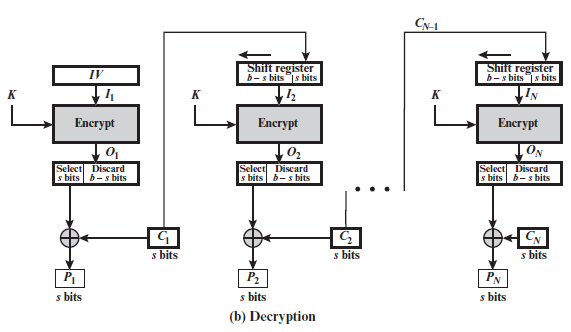 C_{N-1}
IV
Shift register
b – s bits s bits
Shift register
b – s bits s bits
K
I_1
K
I_2
K
I_N
Encrypt
Encrypt
Encrypt
O_1
O_2
O_N
Select Discard
s bits b – s bits
Select Discard
s bits b – s bits
Select Discard
s bits b – s bits
C_1
C_2
C_N
s bits
s bits
s bits
P_1
P_2
P_N
s bits
s bits
s bits
(b) Decryption